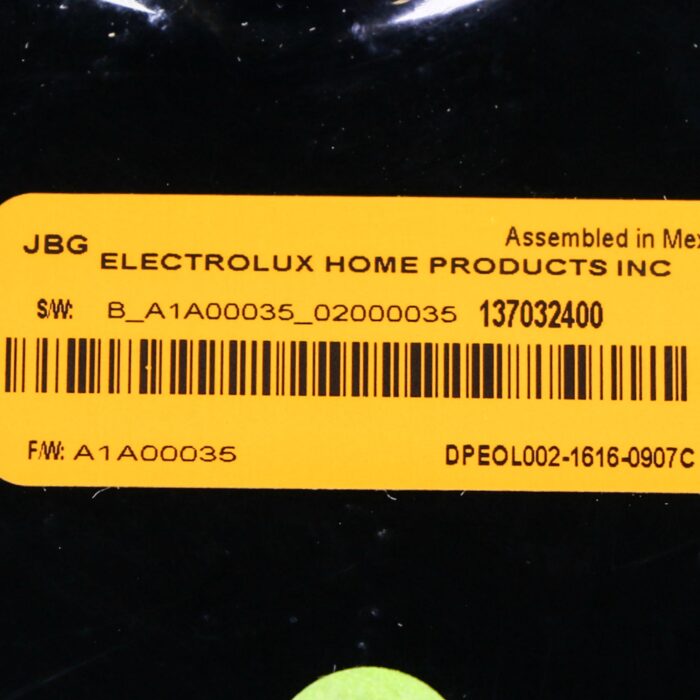 JBG
Assembled in Mex
ELECTROLUX HOME PRODUCTS INC
S/W: B_A1A00035_02000035 137032400
F/W: A1A00035 DPEOL002-1616-0907C